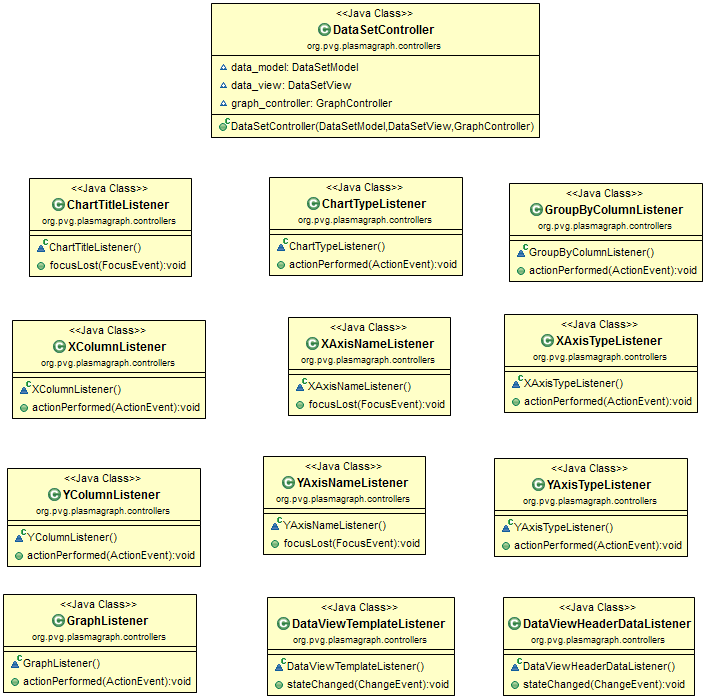 <<Java Class>>
DataSetController
org.pvg.plasmagraph.controllers
data_model: DataSetModel
data_view: DataSetView
graph_controller: GraphController
DataSetController(DataSetModel,DataSetView,GraphController)
<<Java Class>>
ChartTitleListener
org.pvg.plasmagraph.controllers
ChartTitleListener()
focusLost(FocusEvent):void
<<Java Class>>
ChartTypeListener
org.pvg.plasmagraph.controllers
ChartTypeListener()
actionPerformed(ActionEvent):void
<<Java Class>>
GroupByColumnListener
org.pvg.plasmagraph.controllers
GroupByColumnListener()
actionPerformed(ActionEvent):void
<<Java Class>>
XColumnListener
org.pvg.plasmagraph.controllers
XColumnListener()
actionPerformed(ActionEvent):void
<<Java Class>>
XAxisNameListener
org.pvg.plasmagraph.controllers
XAxisNameListener()
focusLost(FocusEvent):void
<<Java Class>>
XAxisTypeListener
org.pvg.plasmagraph.controllers
XAxisTypeListener()
actionPerformed(ActionEvent):void
<<Java Class>>
YColumnListener
org.pvg.plasmagraph.controllers
YColumnListener()
actionPerformed(ActionEvent):void
<<Java Class>>
YAxisNameListener
org.pvg.plasmagraph.controllers
YAxisNameListener()
focusLost(FocusEvent):void
<<Java Class>>
YAxisTypeListener
org.pvg.plasmagraph.controllers
YAxisTypeListener()
actionPerformed(ActionEvent):void
<<Java Class>>
GraphListener
org.pvg.plasmagraph.controllers
GraphListener()
actionPerformed(ActionEvent):void
<<Java Class>>
DataViewTemplateListener
org.pvg.plasmagraph.controllers
DataViewTemplateListener()
stateChanged(ChangeEvent):void
<<Java Class>>
DataViewHeaderDataListener
org.pvg.plasmagraph.controllers
DataViewHeaderDataListener()
stateChanged(ChangeEvent):void